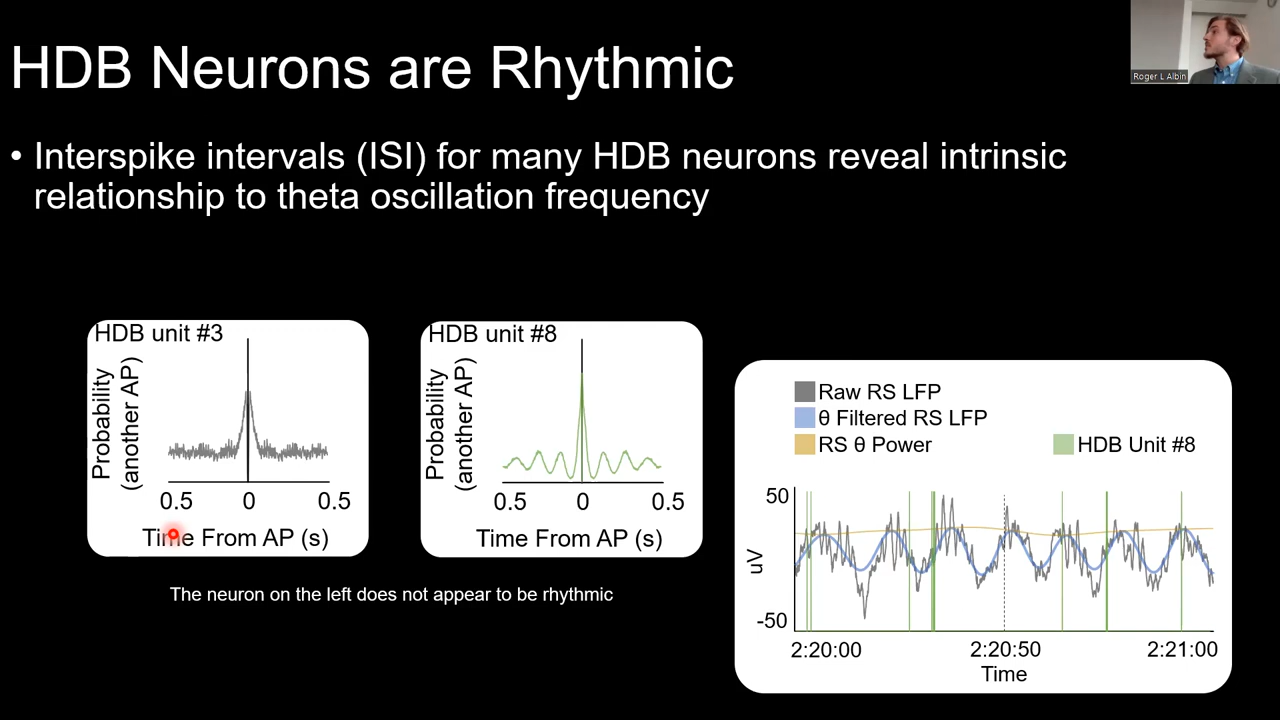 HDB Neurons are Rhythmic
Roger L Albin
• Interspike intervals (ISI) for many HDB neurons reveal intrinsic
relationship to theta oscillation frequency
HDB unit #3
Probability
(another AP)
0.5 0 0.5
Time From AP (s)
HDB unit #8
Probability
(another AP)
0.5 0 0.5
Time From AP (s)
The neuron on the left does not appear to be rhythmic
Raw RS LFP
θ Filtered RS LFP
RS θ Power
HDB Unit #8
50
uV
-50
2:20:00 2:20:50 2:21:00
Time